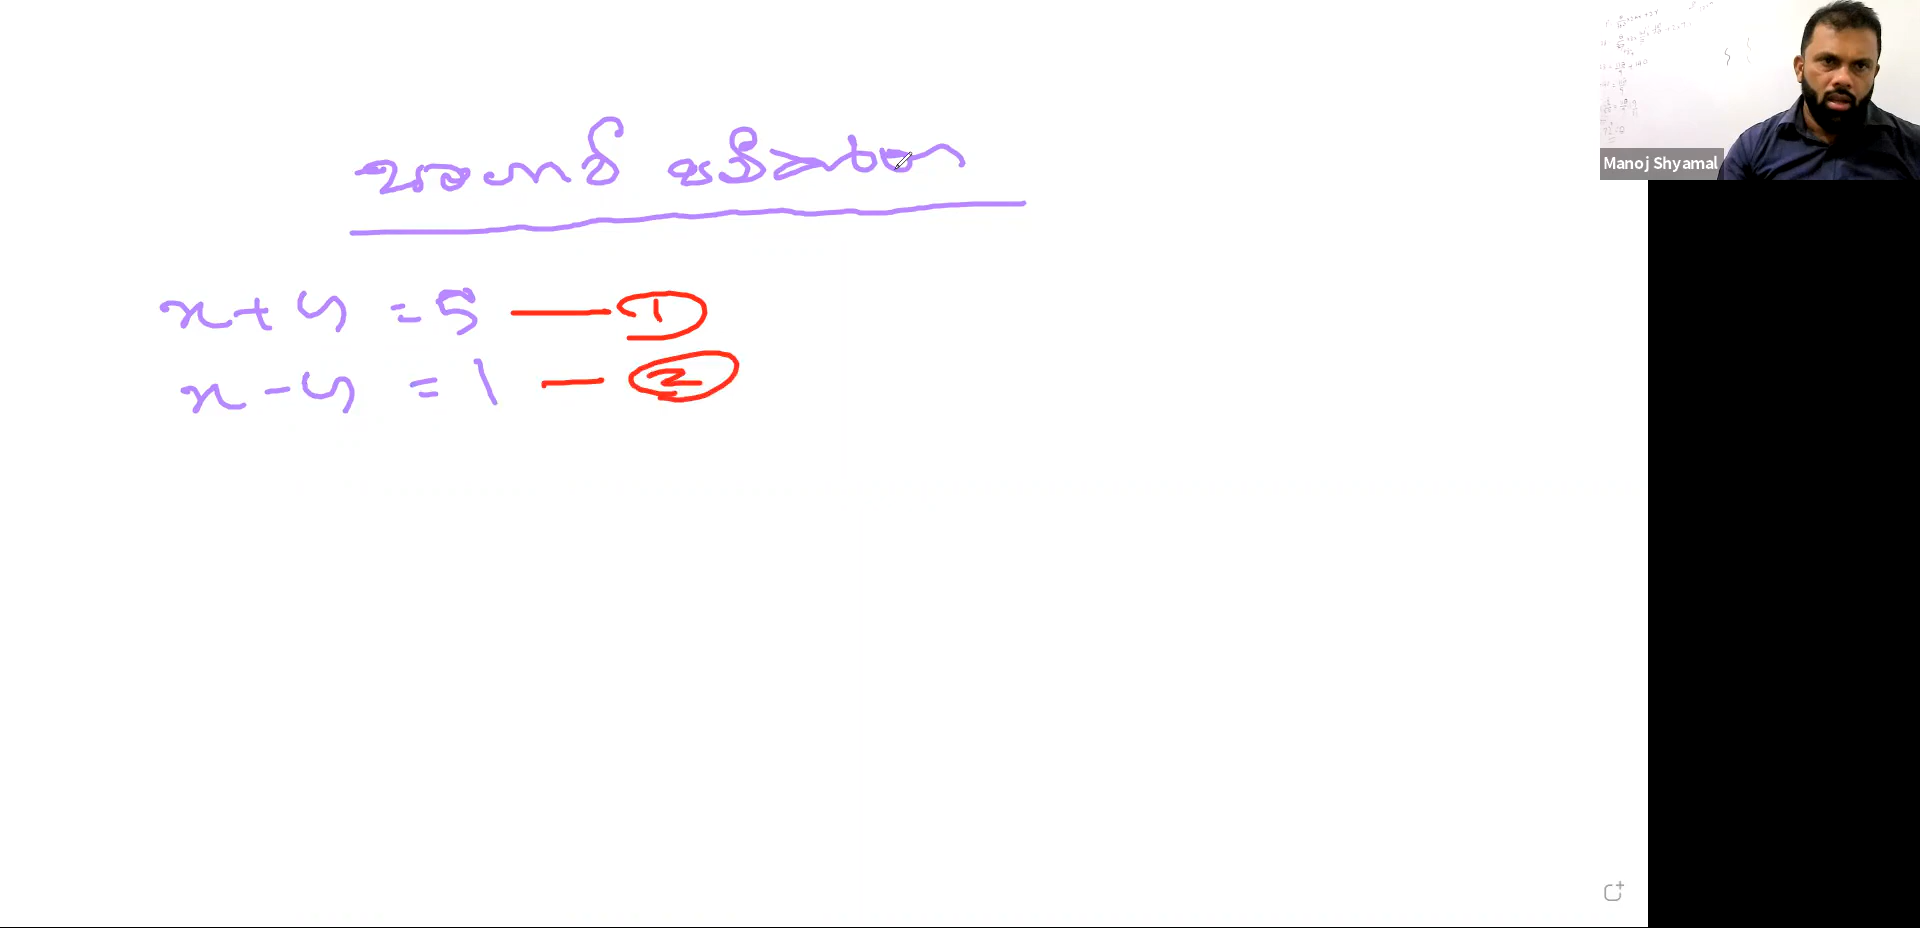 සමගාමී සමීකරණ
x + y = 5 —— ①
x - y = 1 — ②
Manoj Shyamal